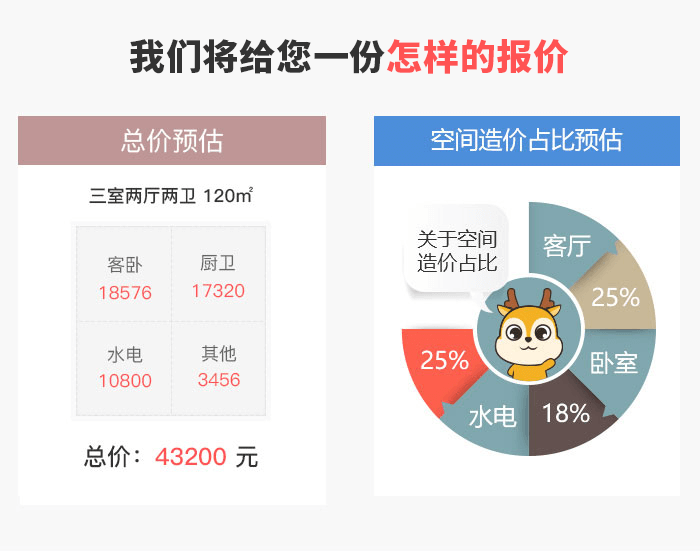 我们将给您一份怎样的报价
总价预估
三室两厅两卫 120㎡
客卧
18576
厨卫
17320
水电
10800
其他
3456
总价：43200 元
空间造价占比预估
关于空间
造价占比
客厅
25%
卧室
18%
水电
25%